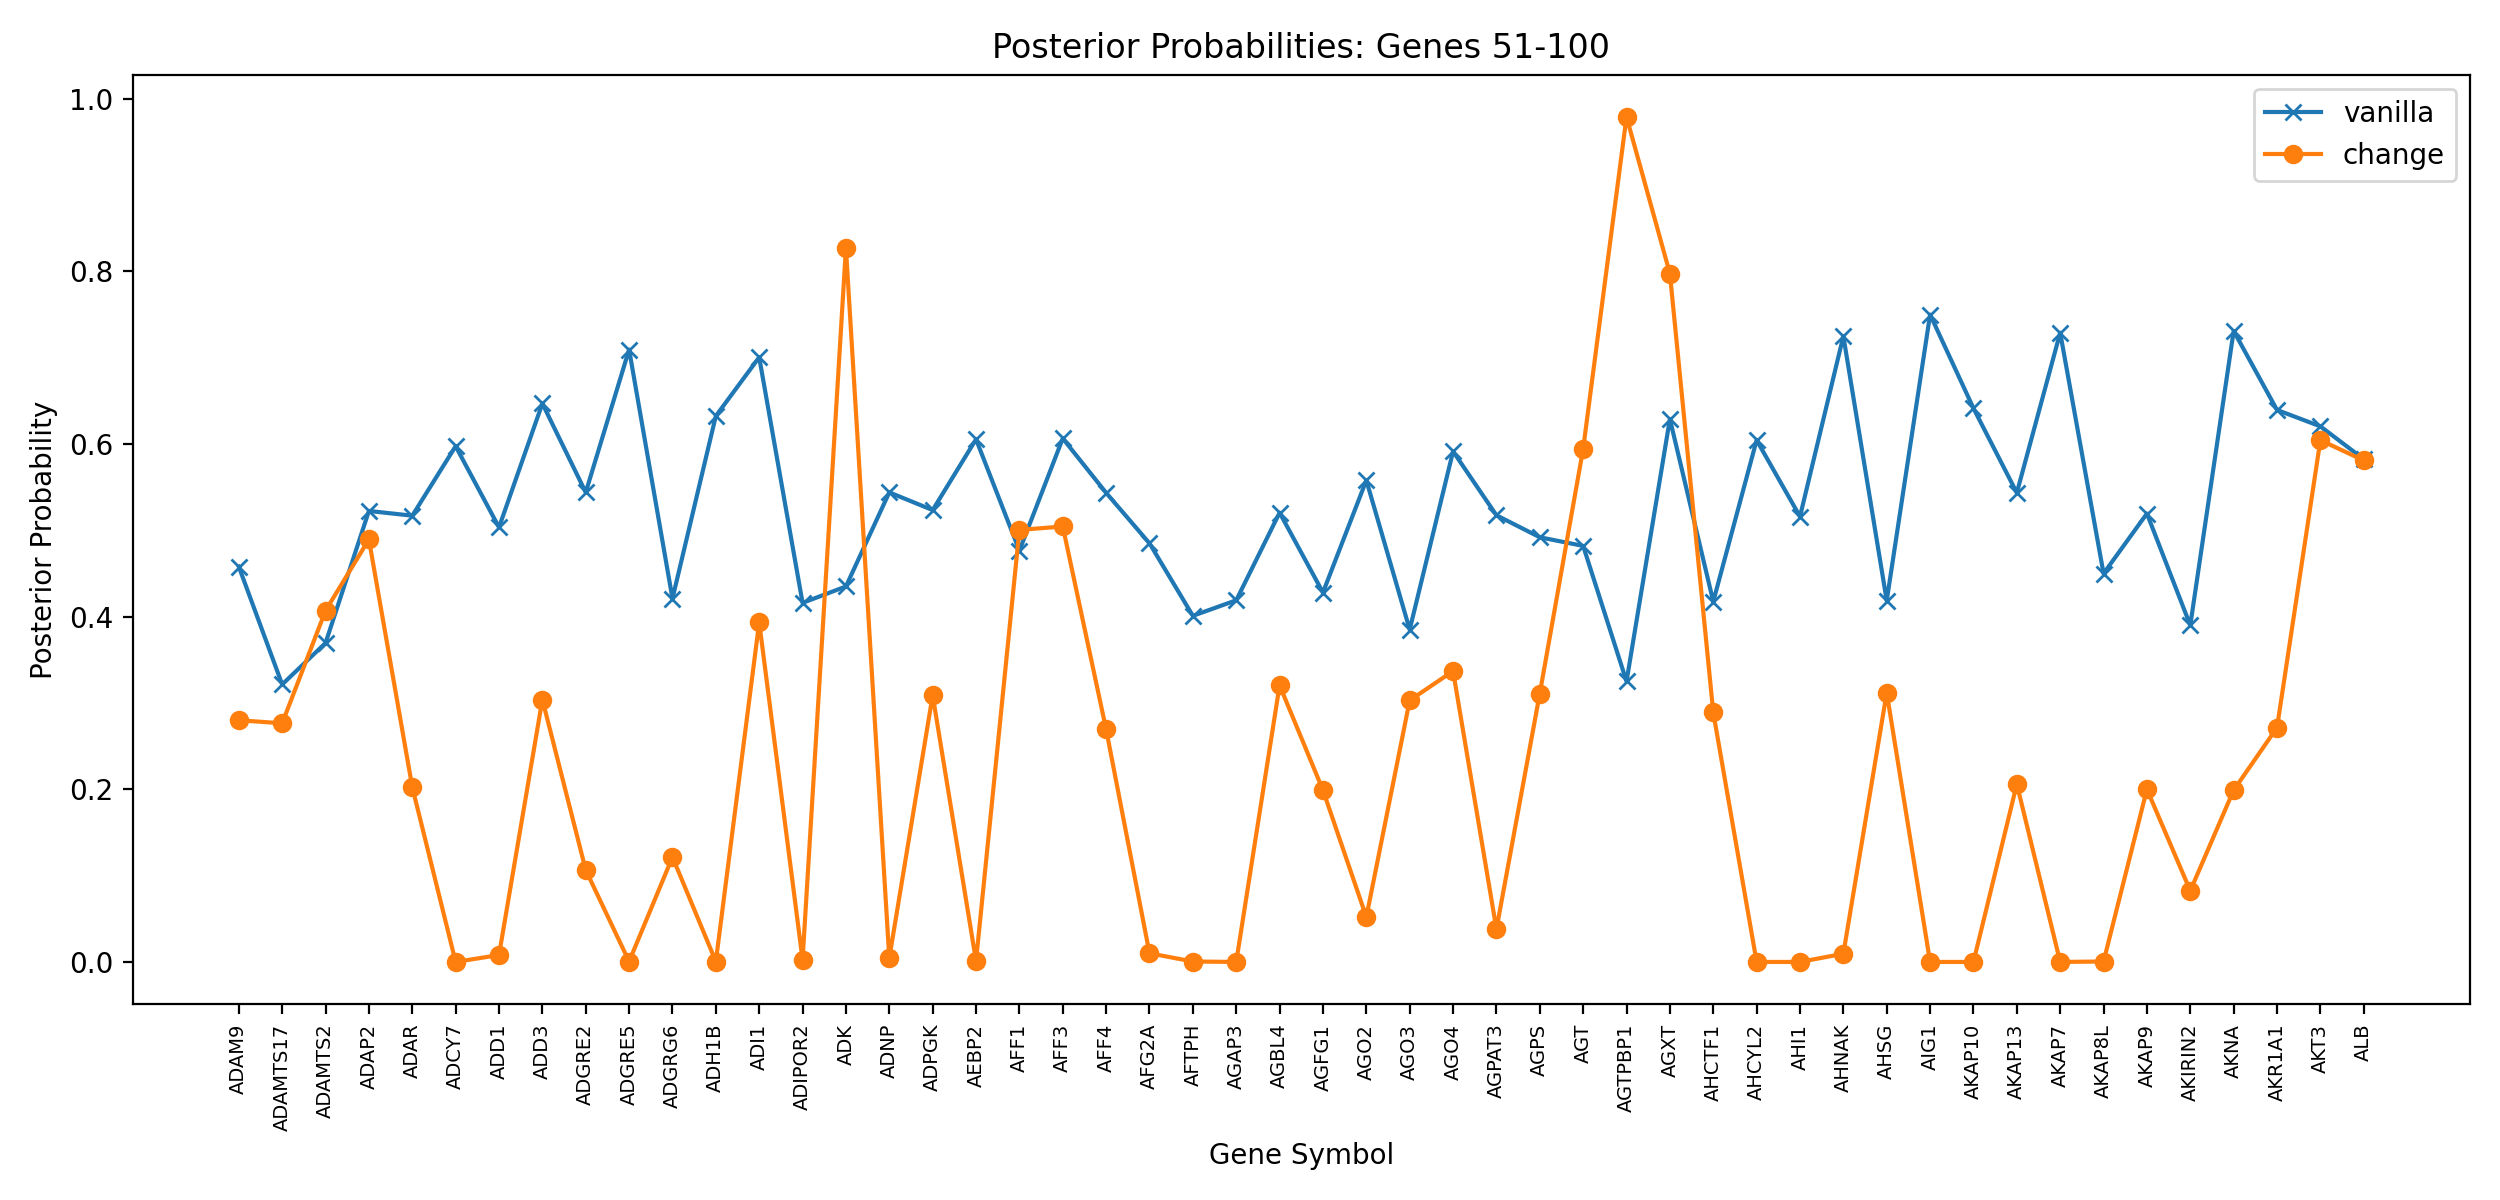 Posterior Probabilities: Genes 51-100
1.0
0.8
0.6
0.4
0.2
0.0
Posterior Probability
vanilla
change
ADAM9
ADAMTS17
ADAMTS2
ADAP2
ADAR
ADCY7
ADD1
ADD3
ADGRE2
ADGRE5
ADGRG6
ADH1B
ADI1
ADIPOR2
ADK
ADNP
ADPGK
AEBP2
AFF1
AFF3
AFF4
AFG2A
AFTPH
AGAP3
AGBL4
AGFG1
AGO2
AGO3
AGO4
AGPAT3
AGPS
AGT
AGTPBP1
AGXT
AHCTF1
AHCYL2
AHI1
AHNAK
AHSG
AIG1
AKAP10
AKAP13
AKAP7
AKAP8L
AKAP9
AKIRIN2
AKNA
AKR1A1
AKT3
ALB
Gene Symbol